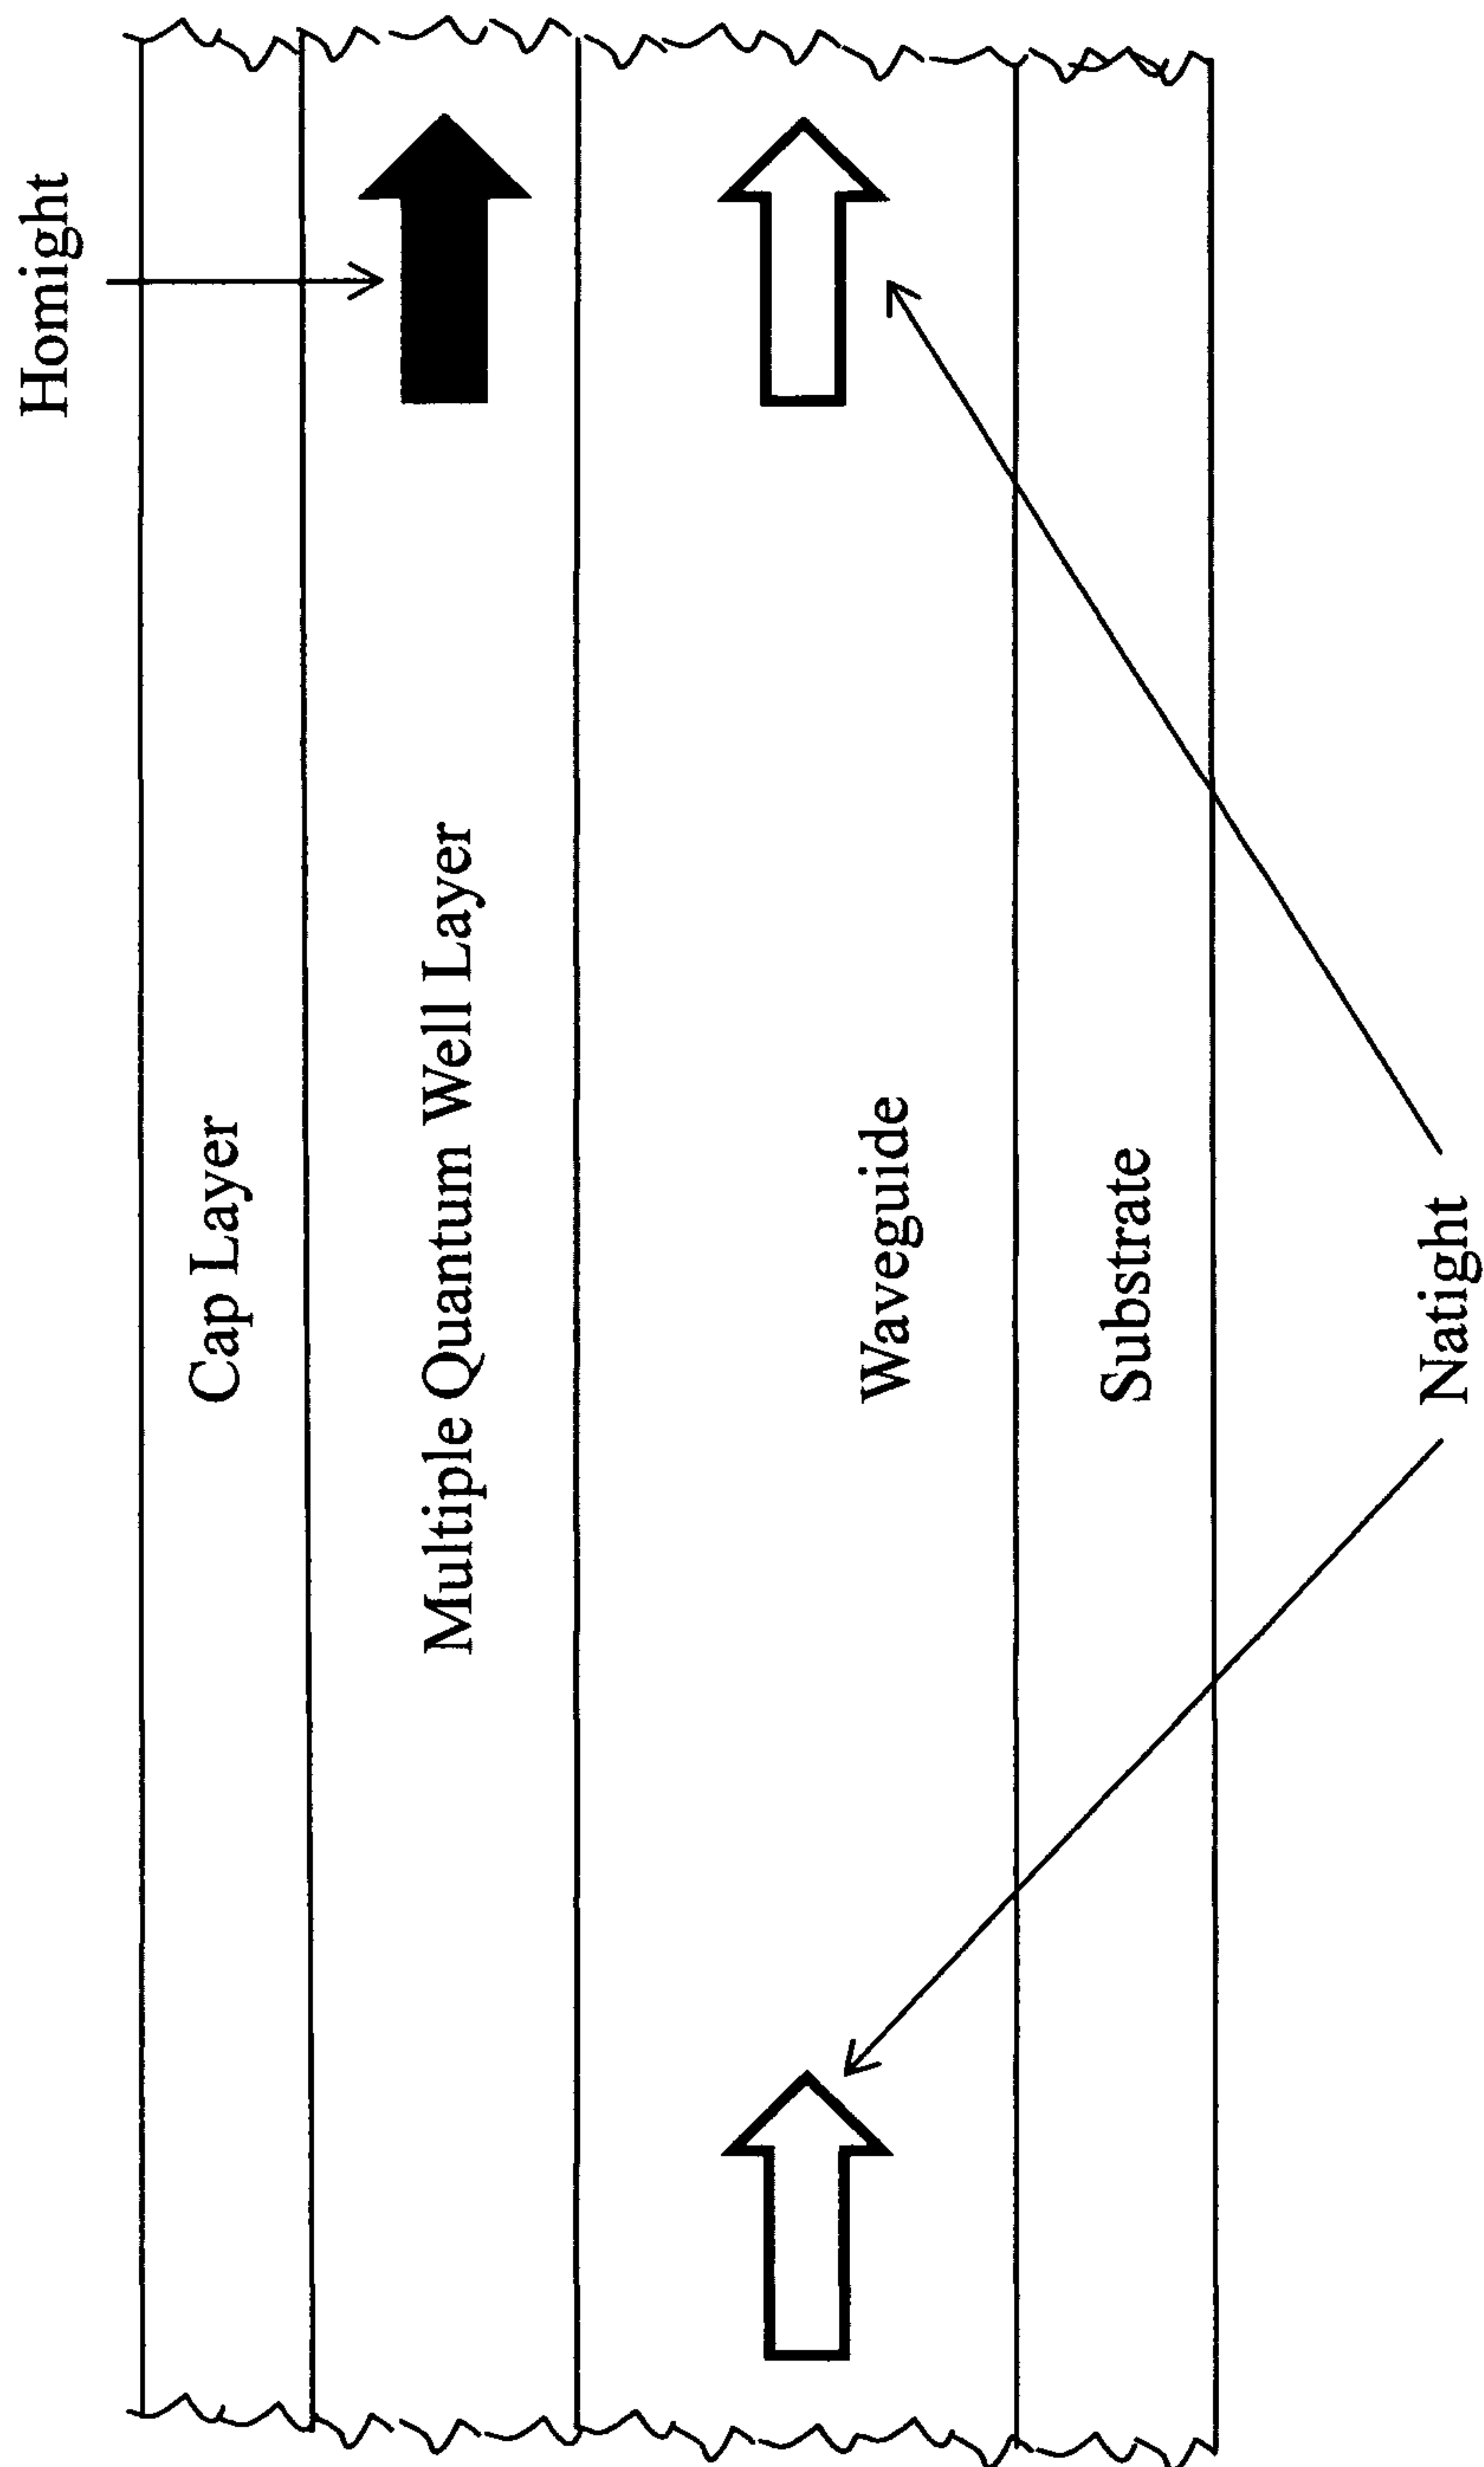 Homight
Cap Layer
Multiple Quantum Well Layer
Waveguide
Substrate
Natight